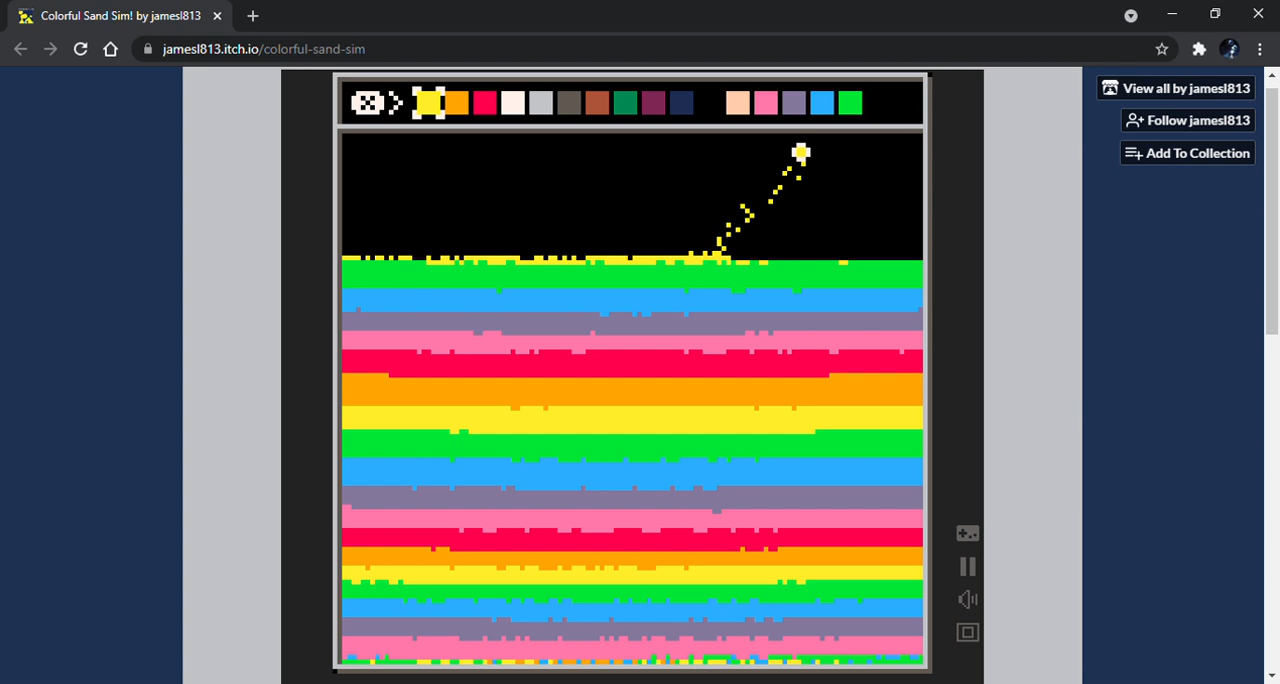 Colorful Sand Sim! by jamesl813
jamesl813.itch.io/colorful-sand-sim
View all by jamesl813
Follow jamesl813
Add To Collection